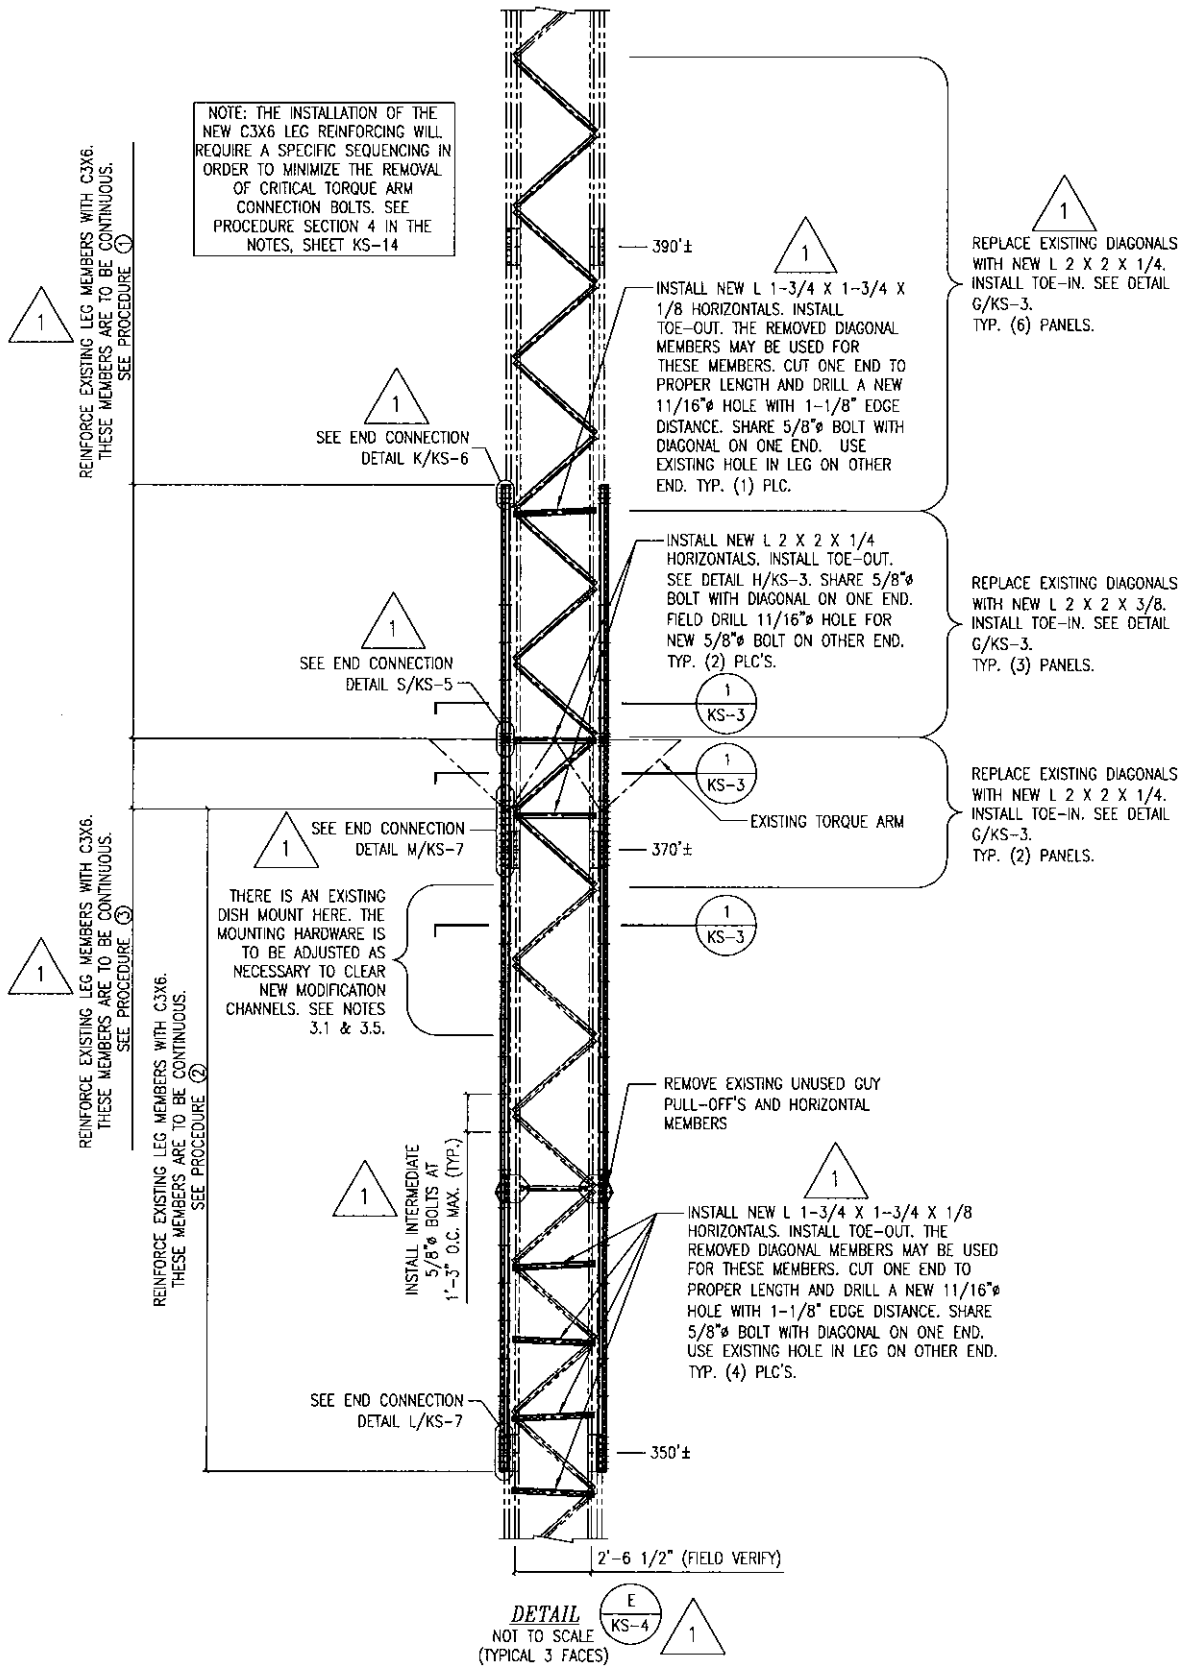 NOTE: THE INSTALLATION OF THE
NEW C3X6 LEG REINFORCING WILL
REQUIRE A SPECIFIC SEQUENCING IN
ORDER TO MINIMIZE THE REMOVAL
OF CRITICAL TORQUE ARM
CONNECTION BOLTS. SEE
PROCEDURE SECTION 4 IN THE
NOTES, SHEET KS-14
REINFORCE EXISTING LEG MEMBERS WITH C3X6.
THESE MEMBERS ARE TO BE CONTINUOUS.
SEE PROCEDURE 1
1
390'±
1
REPLACE EXISTING DIAGONALS
WITH NEW L 2 X 2 X 1/4.
INSTALL TOE-IN. SEE DETAIL
G/KS-3.
TYP. (6) PANELS.
1
INSTALL NEW L 1-3/4 X 1-3/4 X
1/8 HORIZONTALS. INSTALL
TOE-OUT. THE REMOVED DIAGONAL
MEMBERS MAY BE USED FOR
THESE MEMBERS. CUT ONE END TO
PROPER LENGTH AND DRILL A NEW
11/16"ø HOLE WITH 1-1/8" EDGE
DISTANCE. SHARE 5/8"ø BOLT WITH
DIAGONAL ON ONE END. USE
EXISTING HOLE IN LEG ON OTHER
END. TYP. (1) PLC.
1
SEE END CONNECTION
DETAIL K/KS-6
INSTALL NEW L 2 X 2 X 1/4
HORIZONTALS. INSTALL TOE-OUT.
SEE DETAIL H/KS-3. SHARE 5/8"ø
BOLT WITH DIAGONAL ON ONE END.
FIELD DRILL 11/16"ø HOLE FOR
NEW 5/8"ø BOLT ON OTHER END.
TYP. (2) PLC'S.
REPLACE EXISTING DIAGONALS
WITH NEW L 2 X 2 X 3/8.
INSTALL TOE-IN. SEE DETAIL
G/KS-3.
TYP. (3) PANELS.
1
SEE END CONNECTION
DETAIL S/KS-5
1
KS-3
1
KS-3
REPLACE EXISTING DIAGONALS
WITH NEW L 2 X 2 X 1/4.
INSTALL TOE-IN. SEE DETAIL
G/KS-3.
TYP. (2) PANELS.
EXISTING TORQUE ARM
1
SEE END CONNECTION
DETAIL M/KS-7
370'±
REINFORCE EXISTING LEG MEMBERS WITH C3X6.
THESE MEMBERS ARE TO BE CONTINUOUS.
SEE PROCEDURE 3
1
THERE IS AN EXISTING
DISH MOUNT HERE. THE
MOUNTING HARDWARE IS
TO BE ADJUSTED AS
NECESSARY TO CLEAR
NEW MODIFICATION
CHANNELS. SEE NOTES
3.1 & 3.5.
1
KS-3
REINFORCE EXISTING LEG MEMBERS WITH C3X6.
THESE MEMBERS ARE TO BE CONTINUOUS.
SEE PROCEDURE 2
REMOVE EXISTING UNUSED GUY
PULL-OFF'S AND HORIZONTAL
MEMBERS
1
INSTALL INTERMEDIATE
5/8"ø BOLTS AT
1'-3" O.C. MAX. (TYP.)
1
INSTALL NEW L 1-3/4 X 1-3/4 X 1/8
HORIZONTALS. INSTALL TOE-OUT. THE
REMOVED DIAGONAL MEMBERS MAY BE USED
FOR THESE MEMBERS. CUT ONE END TO
PROPER LENGTH AND DRILL A NEW 11/16"ø
HOLE WITH 1-1/8" EDGE DISTANCE. SHARE
5/8"ø BOLT WITH DIAGONAL ON ONE END.
USE EXISTING HOLE IN LEG ON OTHER END.
TYP. (4) PLC'S.
SEE END CONNECTION
DETAIL L/KS-7
350'±
2'-6 1/2" (FIELD VERIFY)
DETAIL
E
KS-4
1
NOT TO SCALE
(TYPICAL 3 FACES)